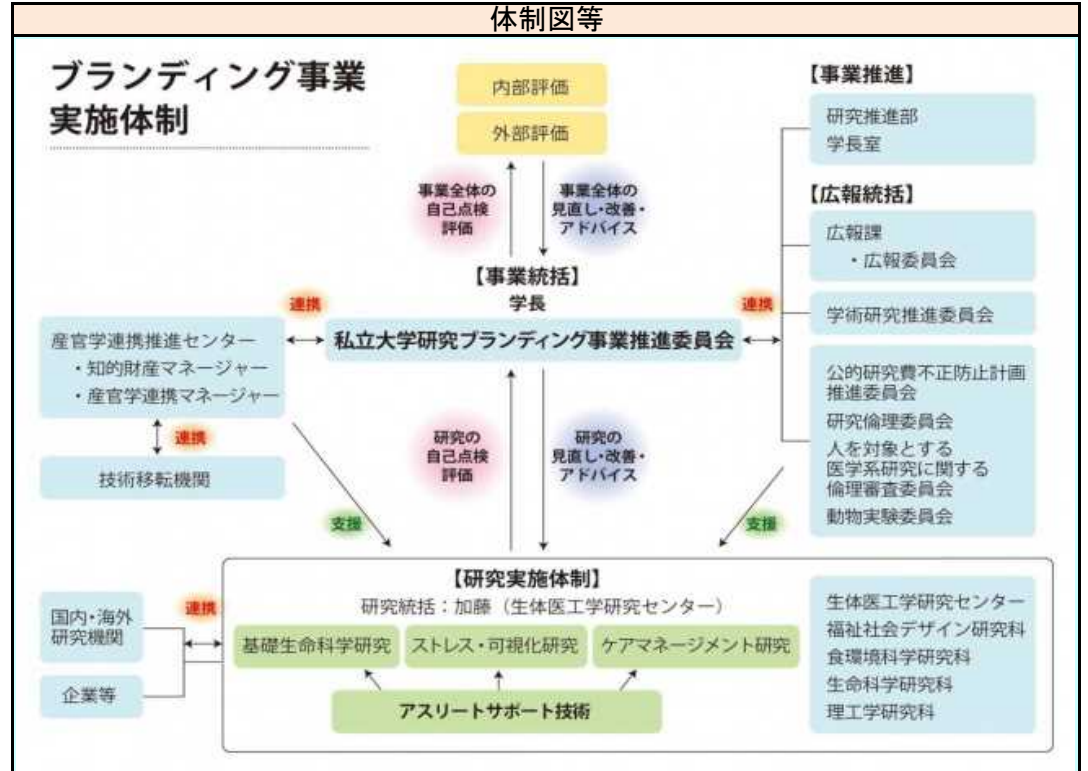 体制図等
ブランディング事業
実施体制
内部評価
外部評価
事業全体の
自己点検
評価
事業全体の
見直し・改善・
アドバイス
【事業統括】
学長
私立大学研究ブランディング事業推進委員会
連携
連携
産官学連携推進センター
・知的財産マネージャー
・産官学連携マネージャー
連携
技術移転機関
【事業推進】
研究推進部
学長室
【広報統括】
広報課
・広報委員会
学術研究推進委員会
公的研究費不正防止計画
推進委員会
研究倫理委員会
人を対象とする
医学系研究に関する
倫理審査委員会
動物実験委員会
研究の
自己点検
評価
研究の
見直し・改善・
アドバイス
支援
支援
【研究実施体制】
研究統括：加藤（生体医工学研究センター）
基礎生命科学研究
ストレス・可視化研究
ケアマネージメント研究
アスリートサポート技術
国内・海外
研究機関
連携
企業等
生体医工学研究センター
福祉社会デザイン研究科
食環境科学研究科
生命科学研究科
理工学研究科